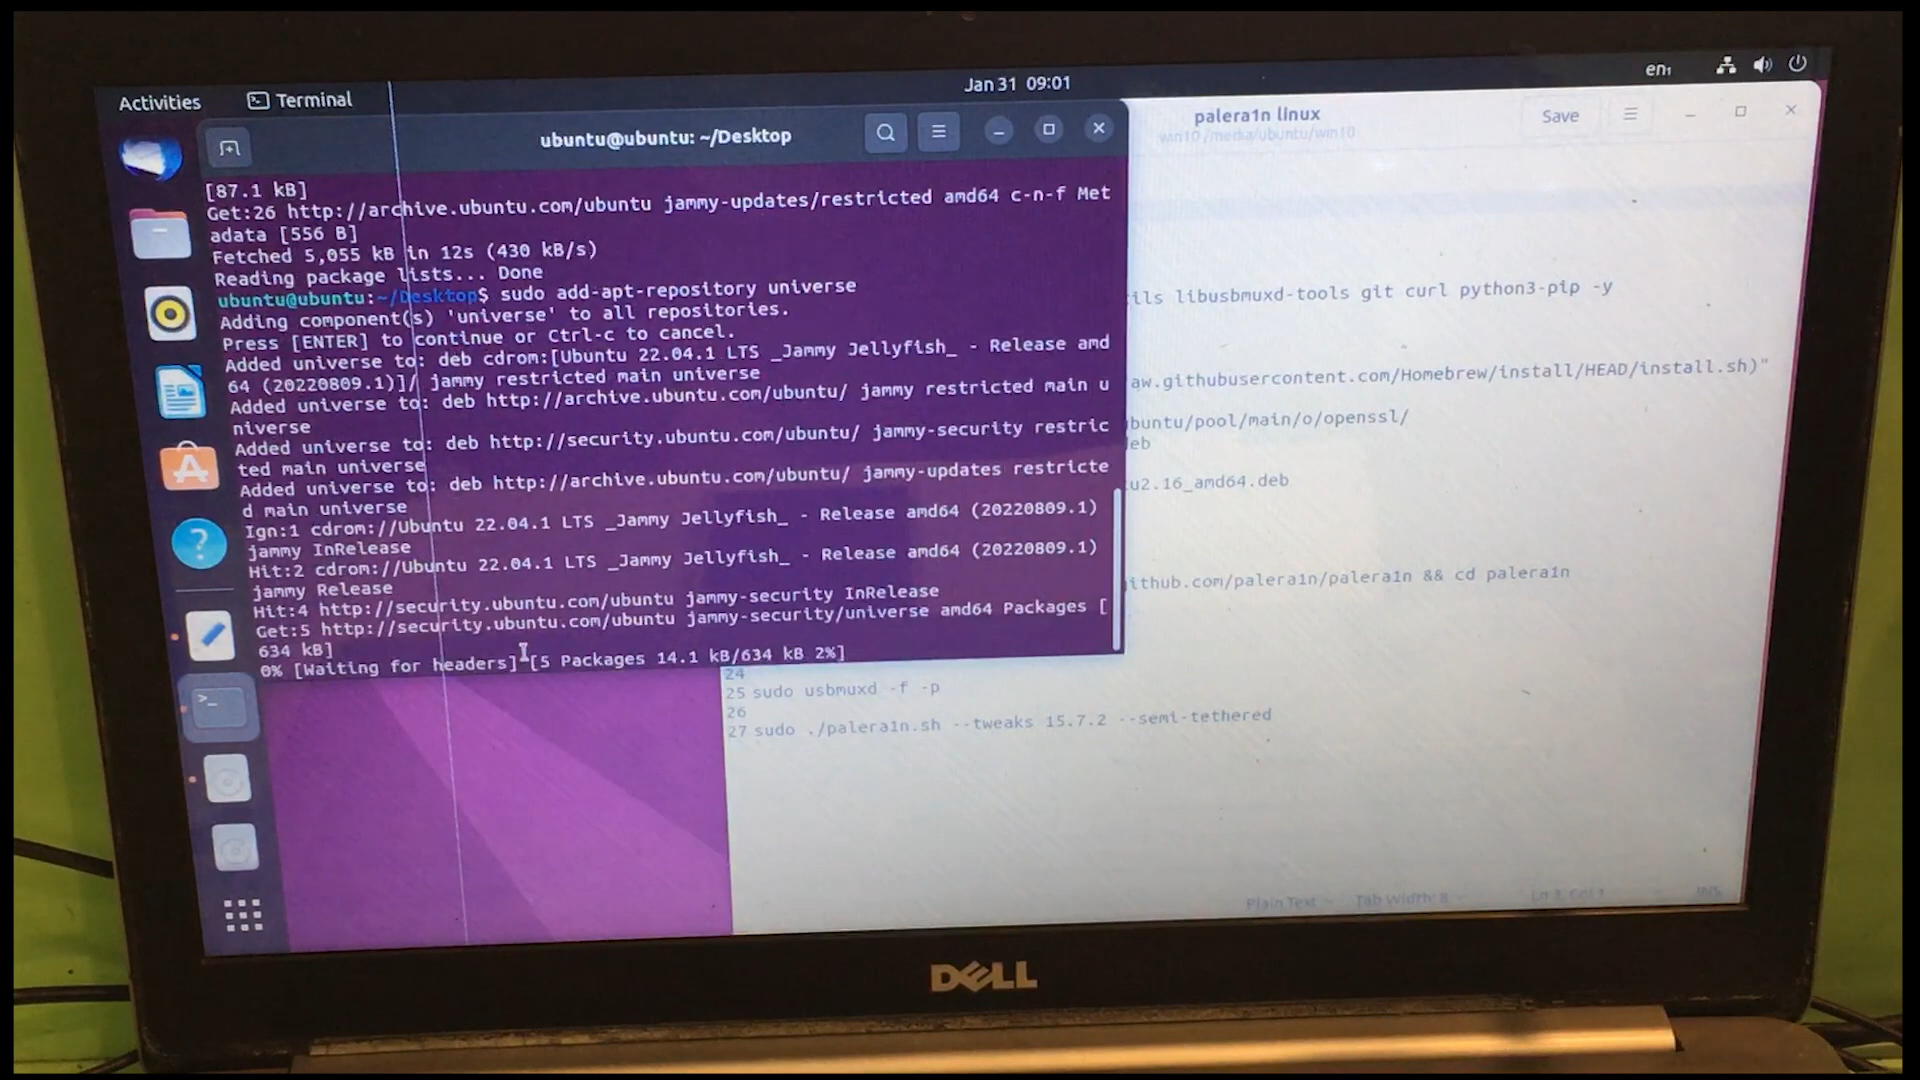 Activities
Terminal
Jan 31 09:01
en₁
ubuntu@ubuntu: ~/Desktop
[87.1 kB]
Get:26 http://archive.ubuntu.com/ubuntu jammy-updates/restricted amd64 c-n-f Met
adata [556 B]
Fetched 5,055 kB in 12s (430 kB/s)
Reading package lists... Done
ubuntu@ubuntu:~/Desktop$ sudo add-apt-repository universe
Adding component(s) 'universe' to all repositories.
Press [ENTER] to continue or Ctrl-c to cancel.
Added universe to: deb cdrom:[Ubuntu 22.04.1 LTS _Jammy Jellyfish_ - Release amd
64 (20220809.1)]/ jammy restricted main universe
Added universe to: deb http://archive.ubuntu.com/ubuntu/ jammy restricted main u
niverse
Added universe to: deb http://security.ubuntu.com/ubuntu/ jammy-security restric
ted main universe
Added universe to: deb http://archive.ubuntu.com/ubuntu/ jammy-updates restricte
d main universe
Ign:1 cdrom://Ubuntu 22.04.1 LTS _Jammy Jellyfish_ - Release amd64 (20220809.1)
jammy InRelease
Hit:2 cdrom://Ubuntu 22.04.1 LTS _Jammy Jellyfish_ - Release amd64 (20220809.1)
jammy Release
Hit:4 http://security.ubuntu.com/ubuntu jammy-security InRelease
Get:5 http://security.ubuntu.com/ubuntu jammy-security/universe amd64 Packages [
634 kB]
0% [Waiting for headers] [5 Packages 14.1 kB/634 kB 2%]
palera1n linux
win10 /media/ubuntu/win10
Save
ils libusbmuxd-tools git curl python3-pip -y
aw.githubusercontent.com/Homebrew/install/HEAD/install.sh)"
buntu/pool/main/o/openssl/
eb
u2.16_amd64.deb
ithub.com/palera1n/palera1n && cd palera1n
24
25 sudo usbmuxd -f -p
26
27 sudo ./palera1n.sh --tweaks 15.7.2 --semi-tethered
Plain Text
Tab Width: 8
DELL